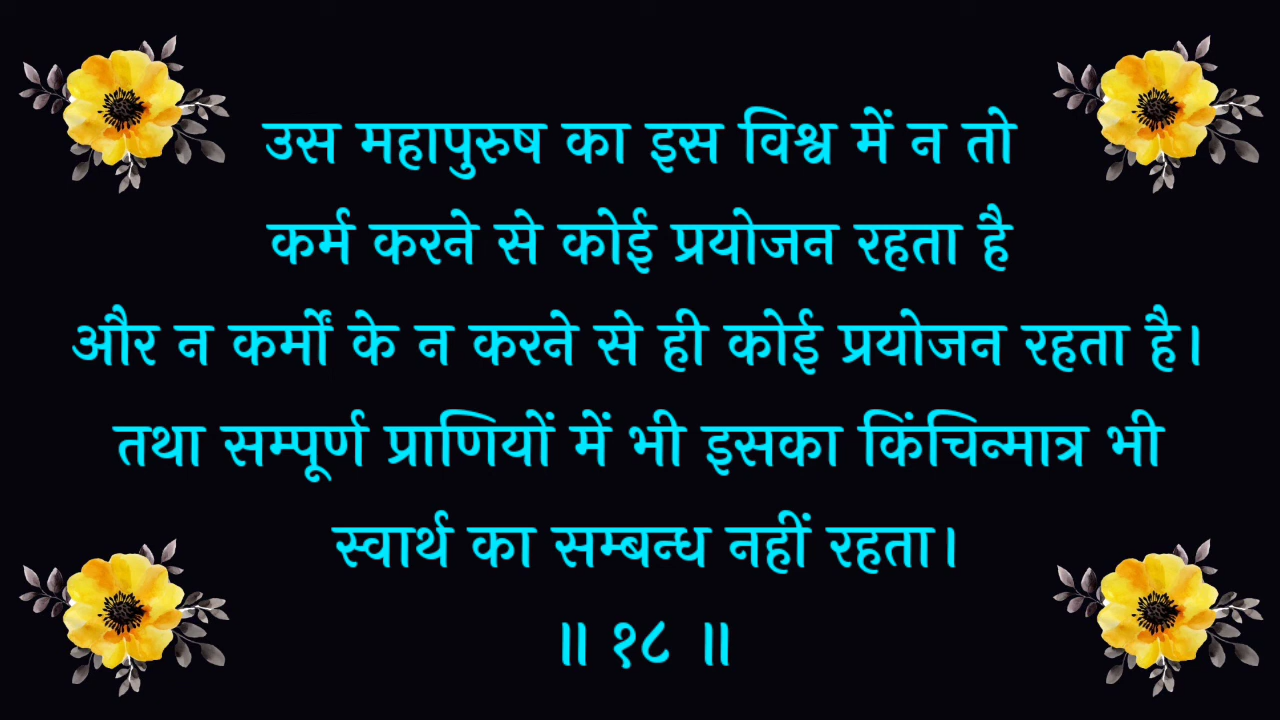 उस महापुरुष का इस विश्व में न तो
कर्म करने से कोई प्रयोजन रहता है
और न कर्मों के न करने से ही कोई प्रयोजन रहता है।
तथा सम्पूर्ण प्राणियों में भी इसका किंचिन्मात्र भी
स्वार्थ का सम्बन्ध नहीं रहता।
॥ १८ ॥